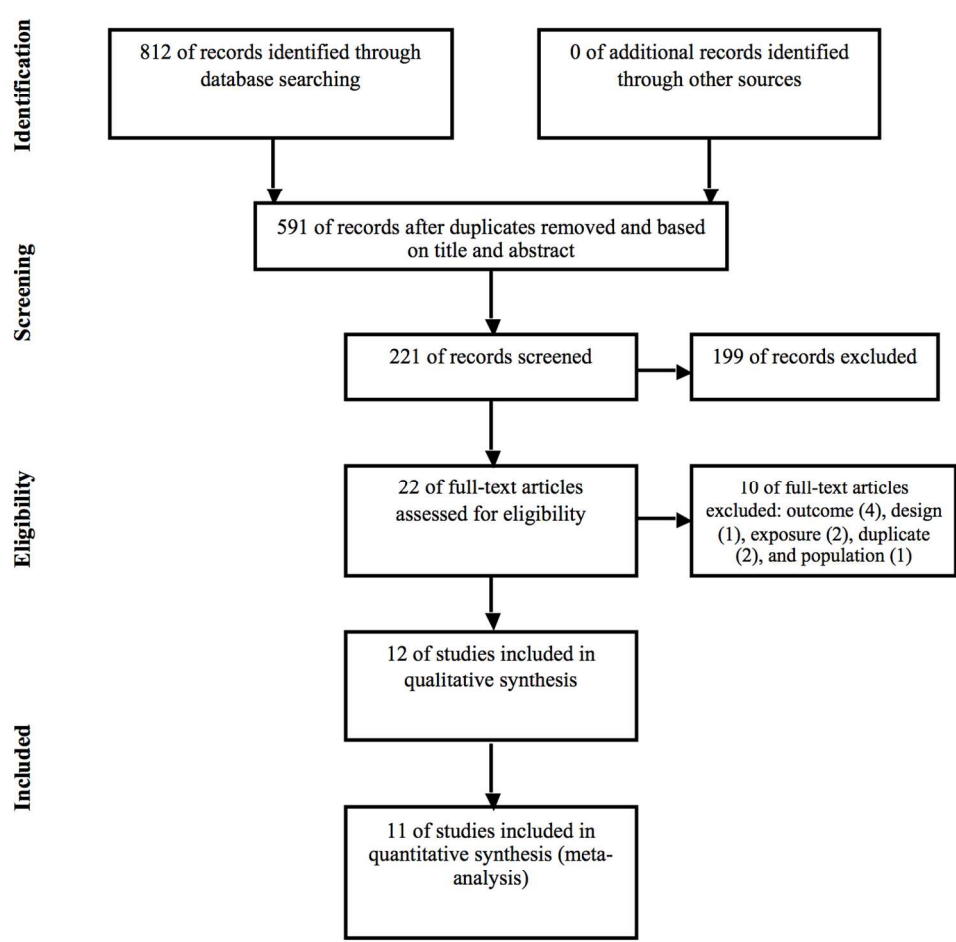 Identification
812 of records identified through
database searching
0 of additional records identified
through other sources
Screening
591 of records after duplicates removed and based
on title and abstract
221 of records screened
199 of records excluded
Eligibility
22 of full-text articles
assessed for eligibility
10 of full-text articles
excluded: outcome (4), design
(1), exposure (2), duplicate
(2), and population (1)
Included
12 of studies included in
qualitative synthesis
11 of studies included in
quantitative synthesis (meta-
analysis)